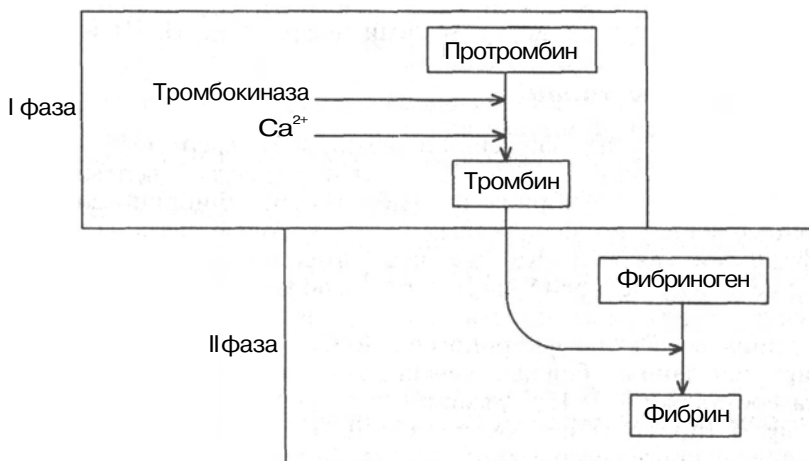 Протромбин
Тромбокиназа
I фаза
Ca²⁺
Тромбин
Фибриноген
II фаза
Фибрин